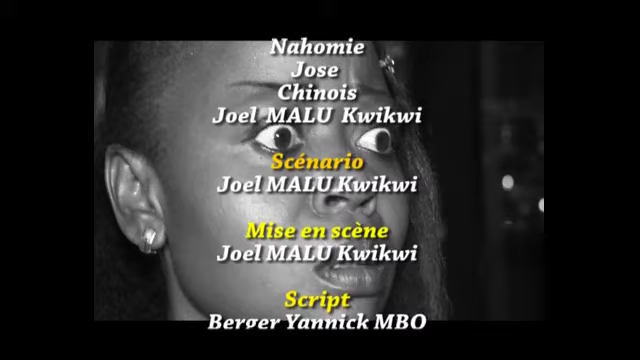 Nahomie
Jose
Chinois
Joel MALU Kwikwi
Scénario
Joel MALU Kwikwi
Mise en scène
Joel MALU Kwikwi
Script
Berger Yannick MBO